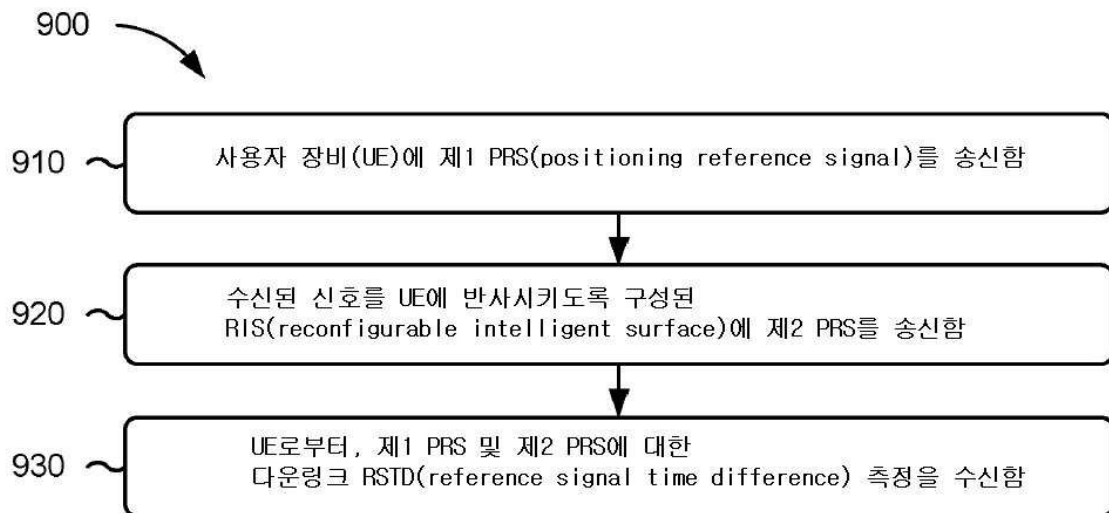 900
910
사용자 장비(UE)에 제1 PRS(positioning reference signal)를 송신함
920
수신된 신호를 UE에 반사시키도록 구성된
RIS(reconfigurable intelligent surface)에 제2 PRS를 송신함
930
UE로부터, 제1 PRS 및 제2 PRS에 대한
다운링크 RSTD(reference signal time difference) 측정을 수신함